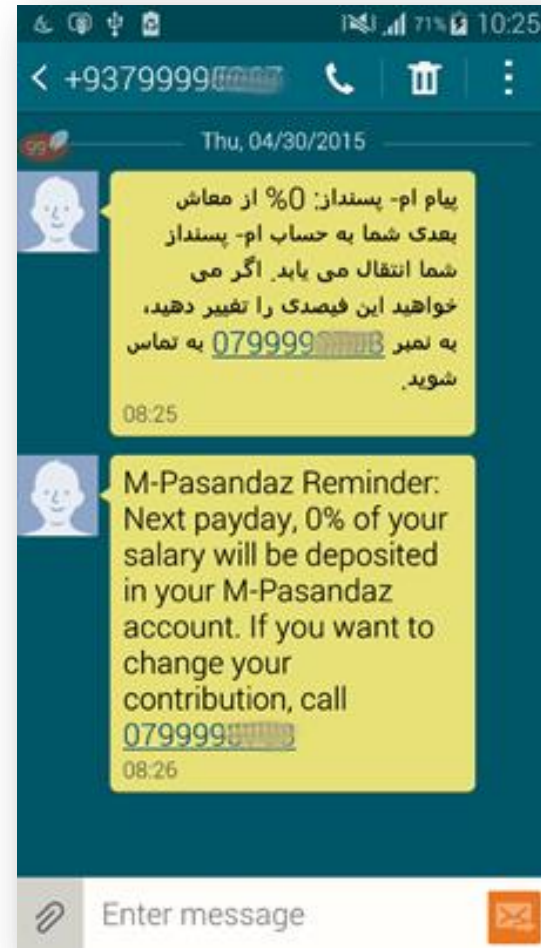 71% 10:25
+9379999
Thu, 04/30/2015
پیام ام- پسنداز: 0% از معاش
بعدی شما به حساب ام- پسنداز
شما انتقال می یابد. اگر می
خواهید این فیصدی را تغییر دهید،
به نمبر 079999 به تماس
شوید.
08:25
M-Pasandaz Reminder:
Next payday, 0% of your
salary will be deposited
in your M-Pasandaz
account. If you want to
change your
contribution, call
079999
08:26
Enter message